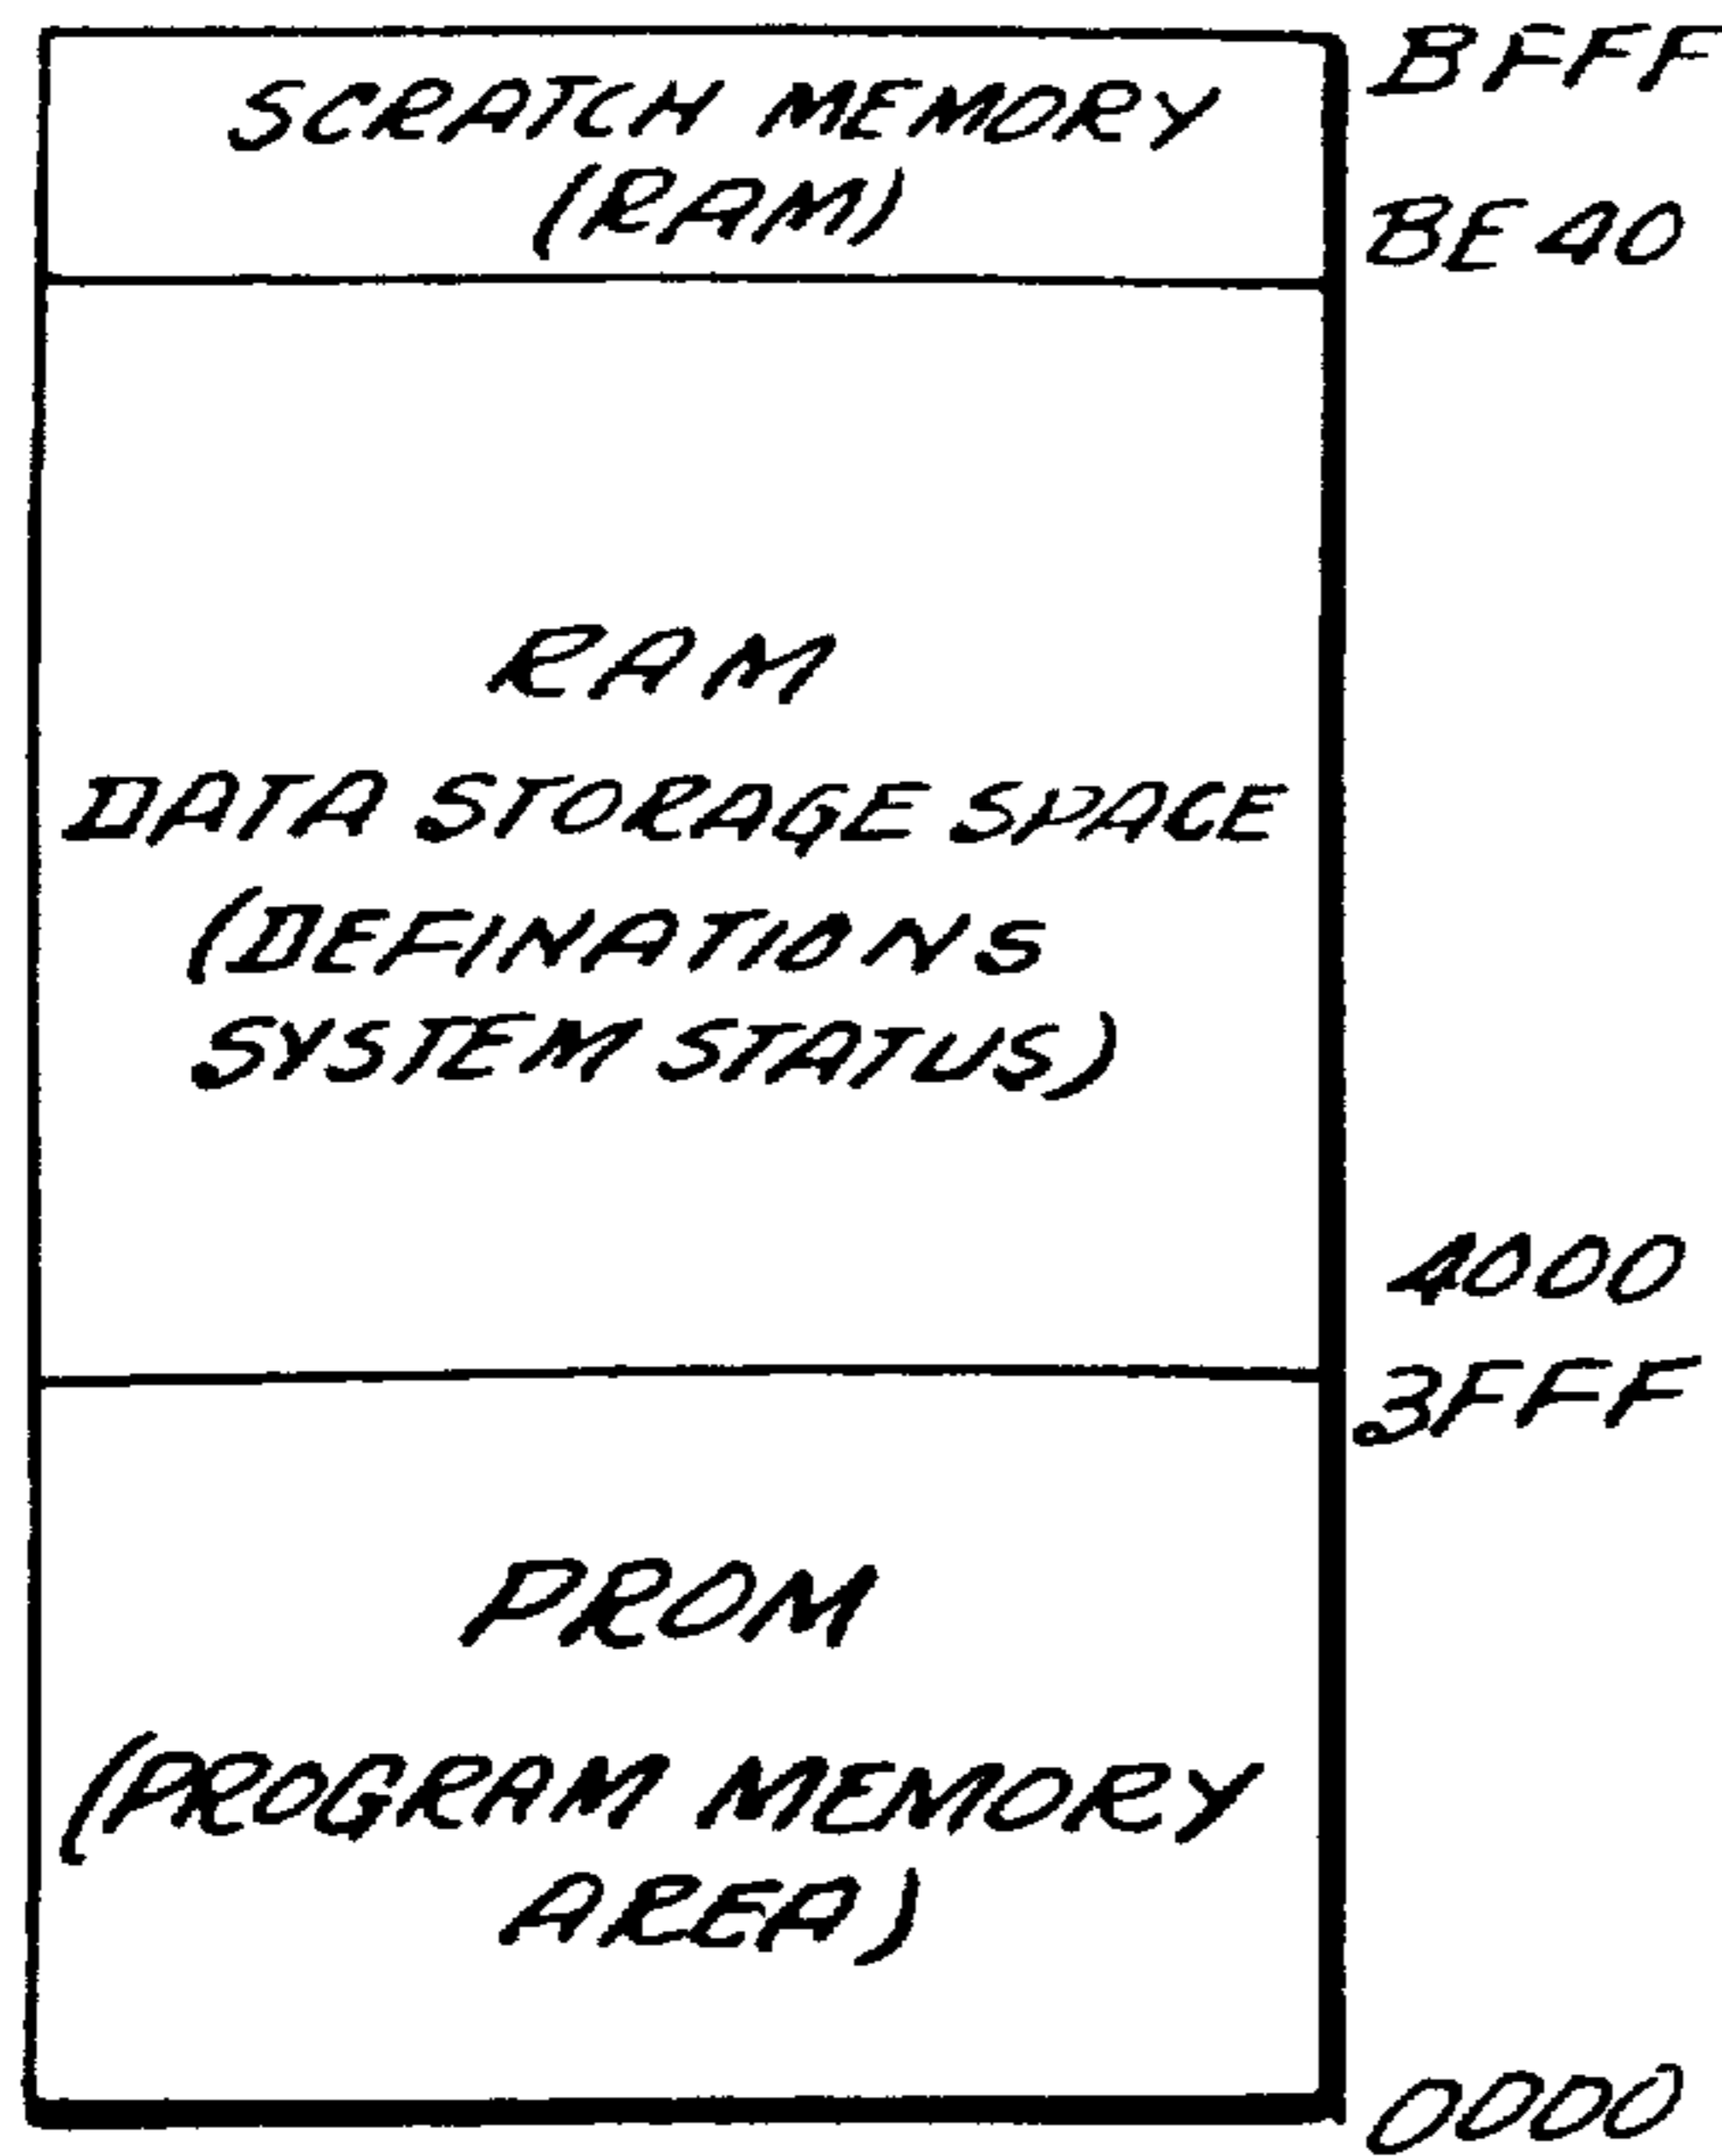 SCRATCH MEMORY
(RAM)
BFFF
BE40
RAM
DATA STORAGE SPACE
(DEFINATIONS
SYSTEM STATUS)
4000
3FFF
PROM
(PROGRAM MEMORY
AREA)
0000